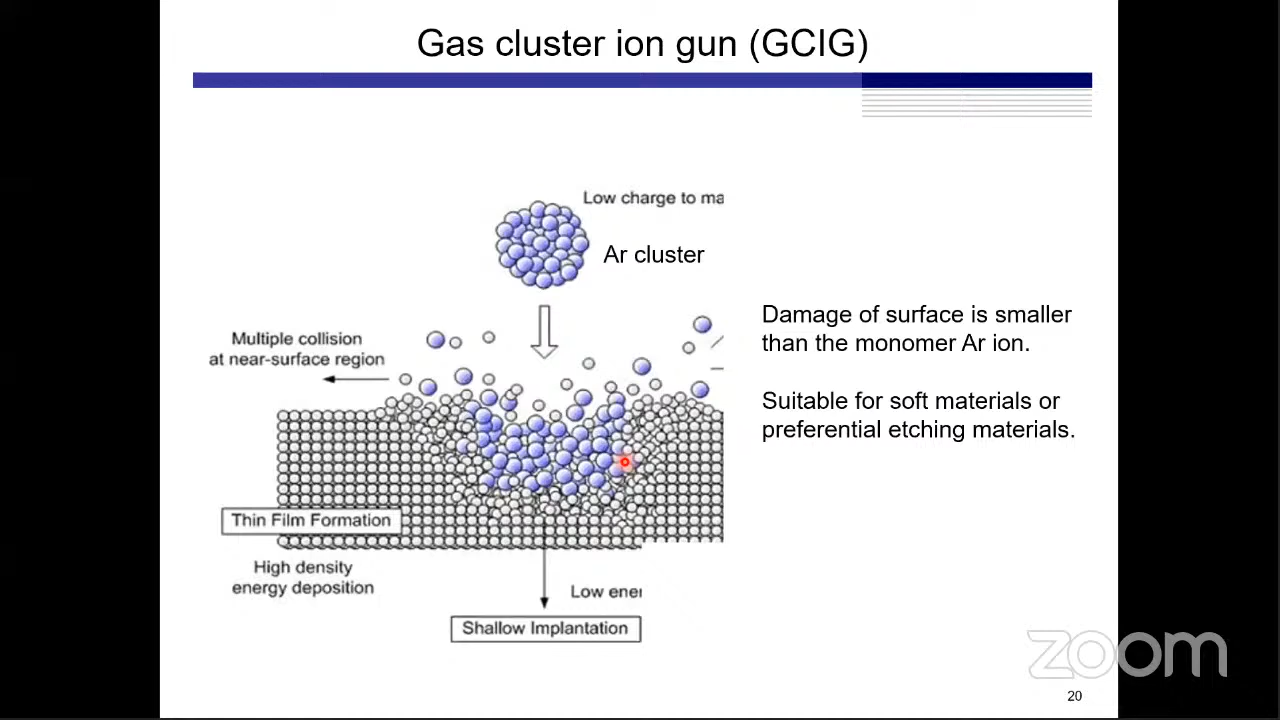 Gas cluster ion gun (GCIG)
Low charge to ma
Ar cluster
Multiple collision
at near-surface region
Damage of surface is smaller
than the monomer Ar ion.
Suitable for soft materials or
preferential etching materials.
Thin Film Formation
High density
energy deposition
Low ener
Shallow Implantation
zoom
20